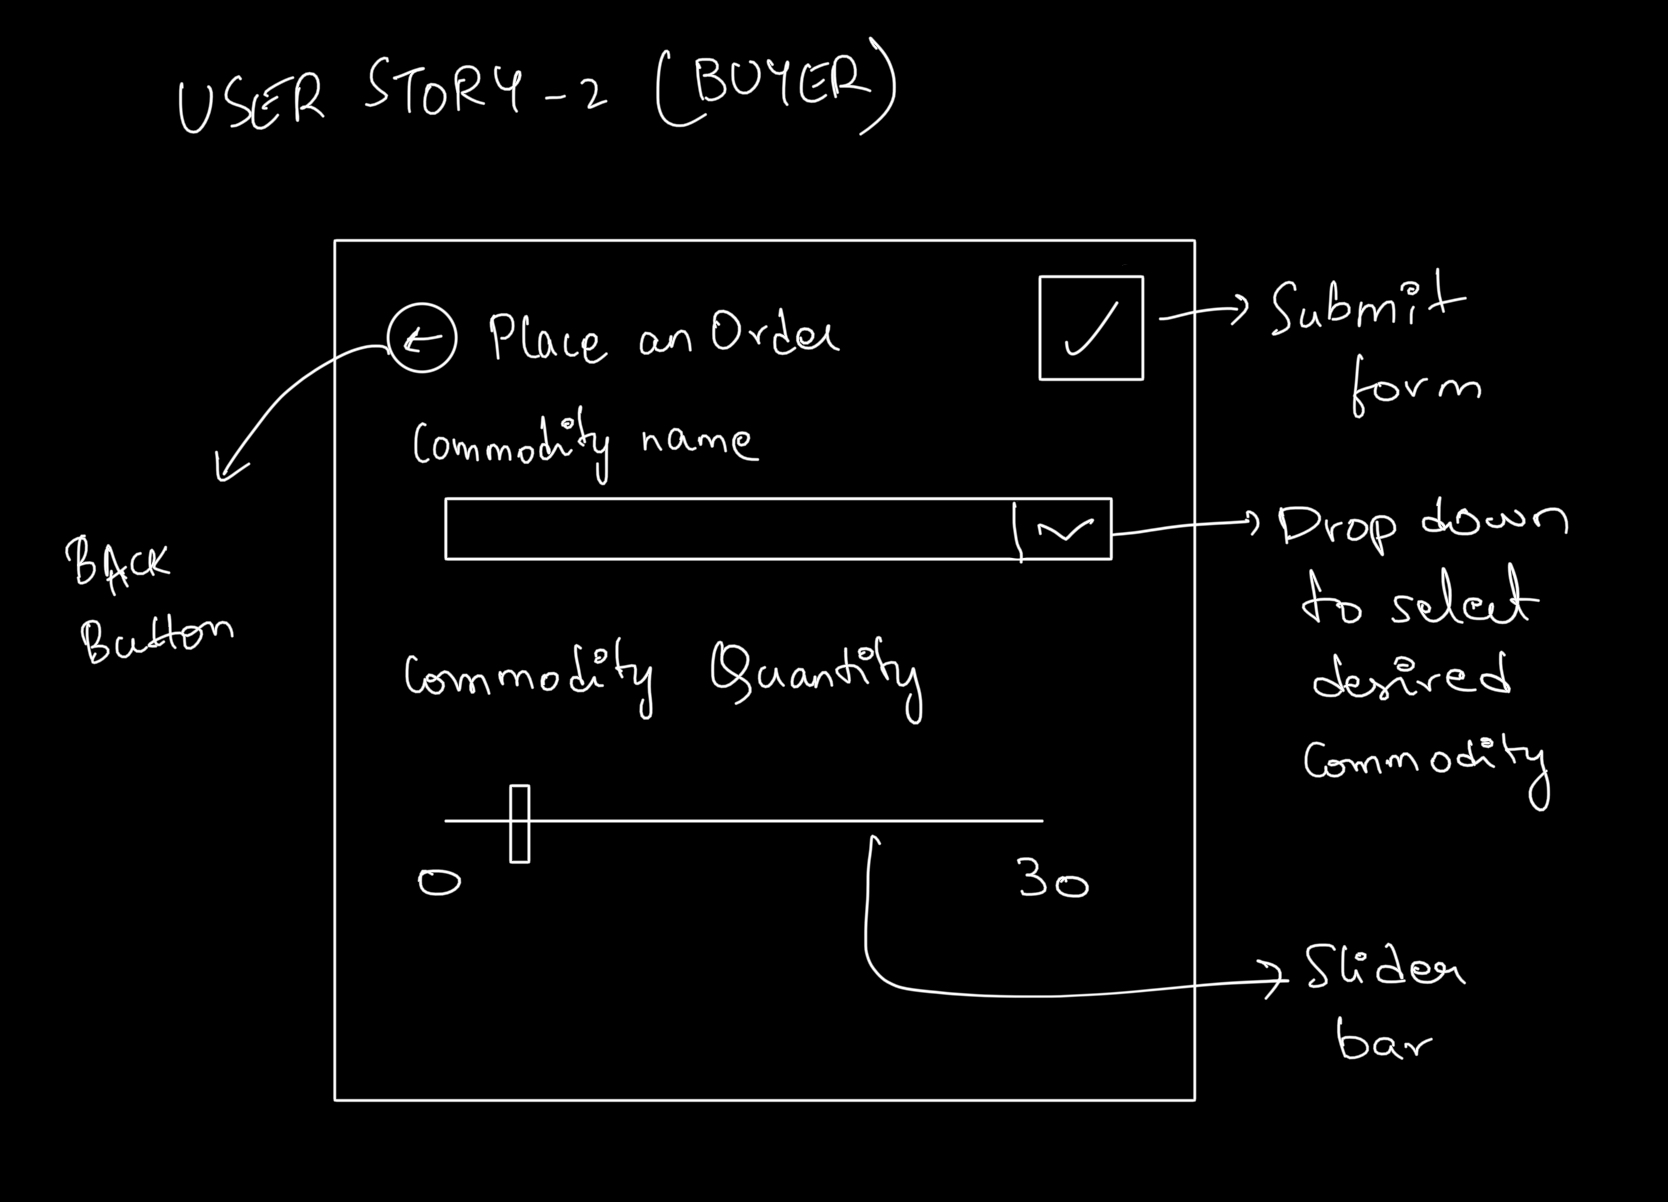 USER STORY-2 (BUYER)
Place an Order
Submit
form
Commodity name
Drop down
to select
desired
Commodity
BACK
Button
Commodity Quantity
0
30
Slider
bar